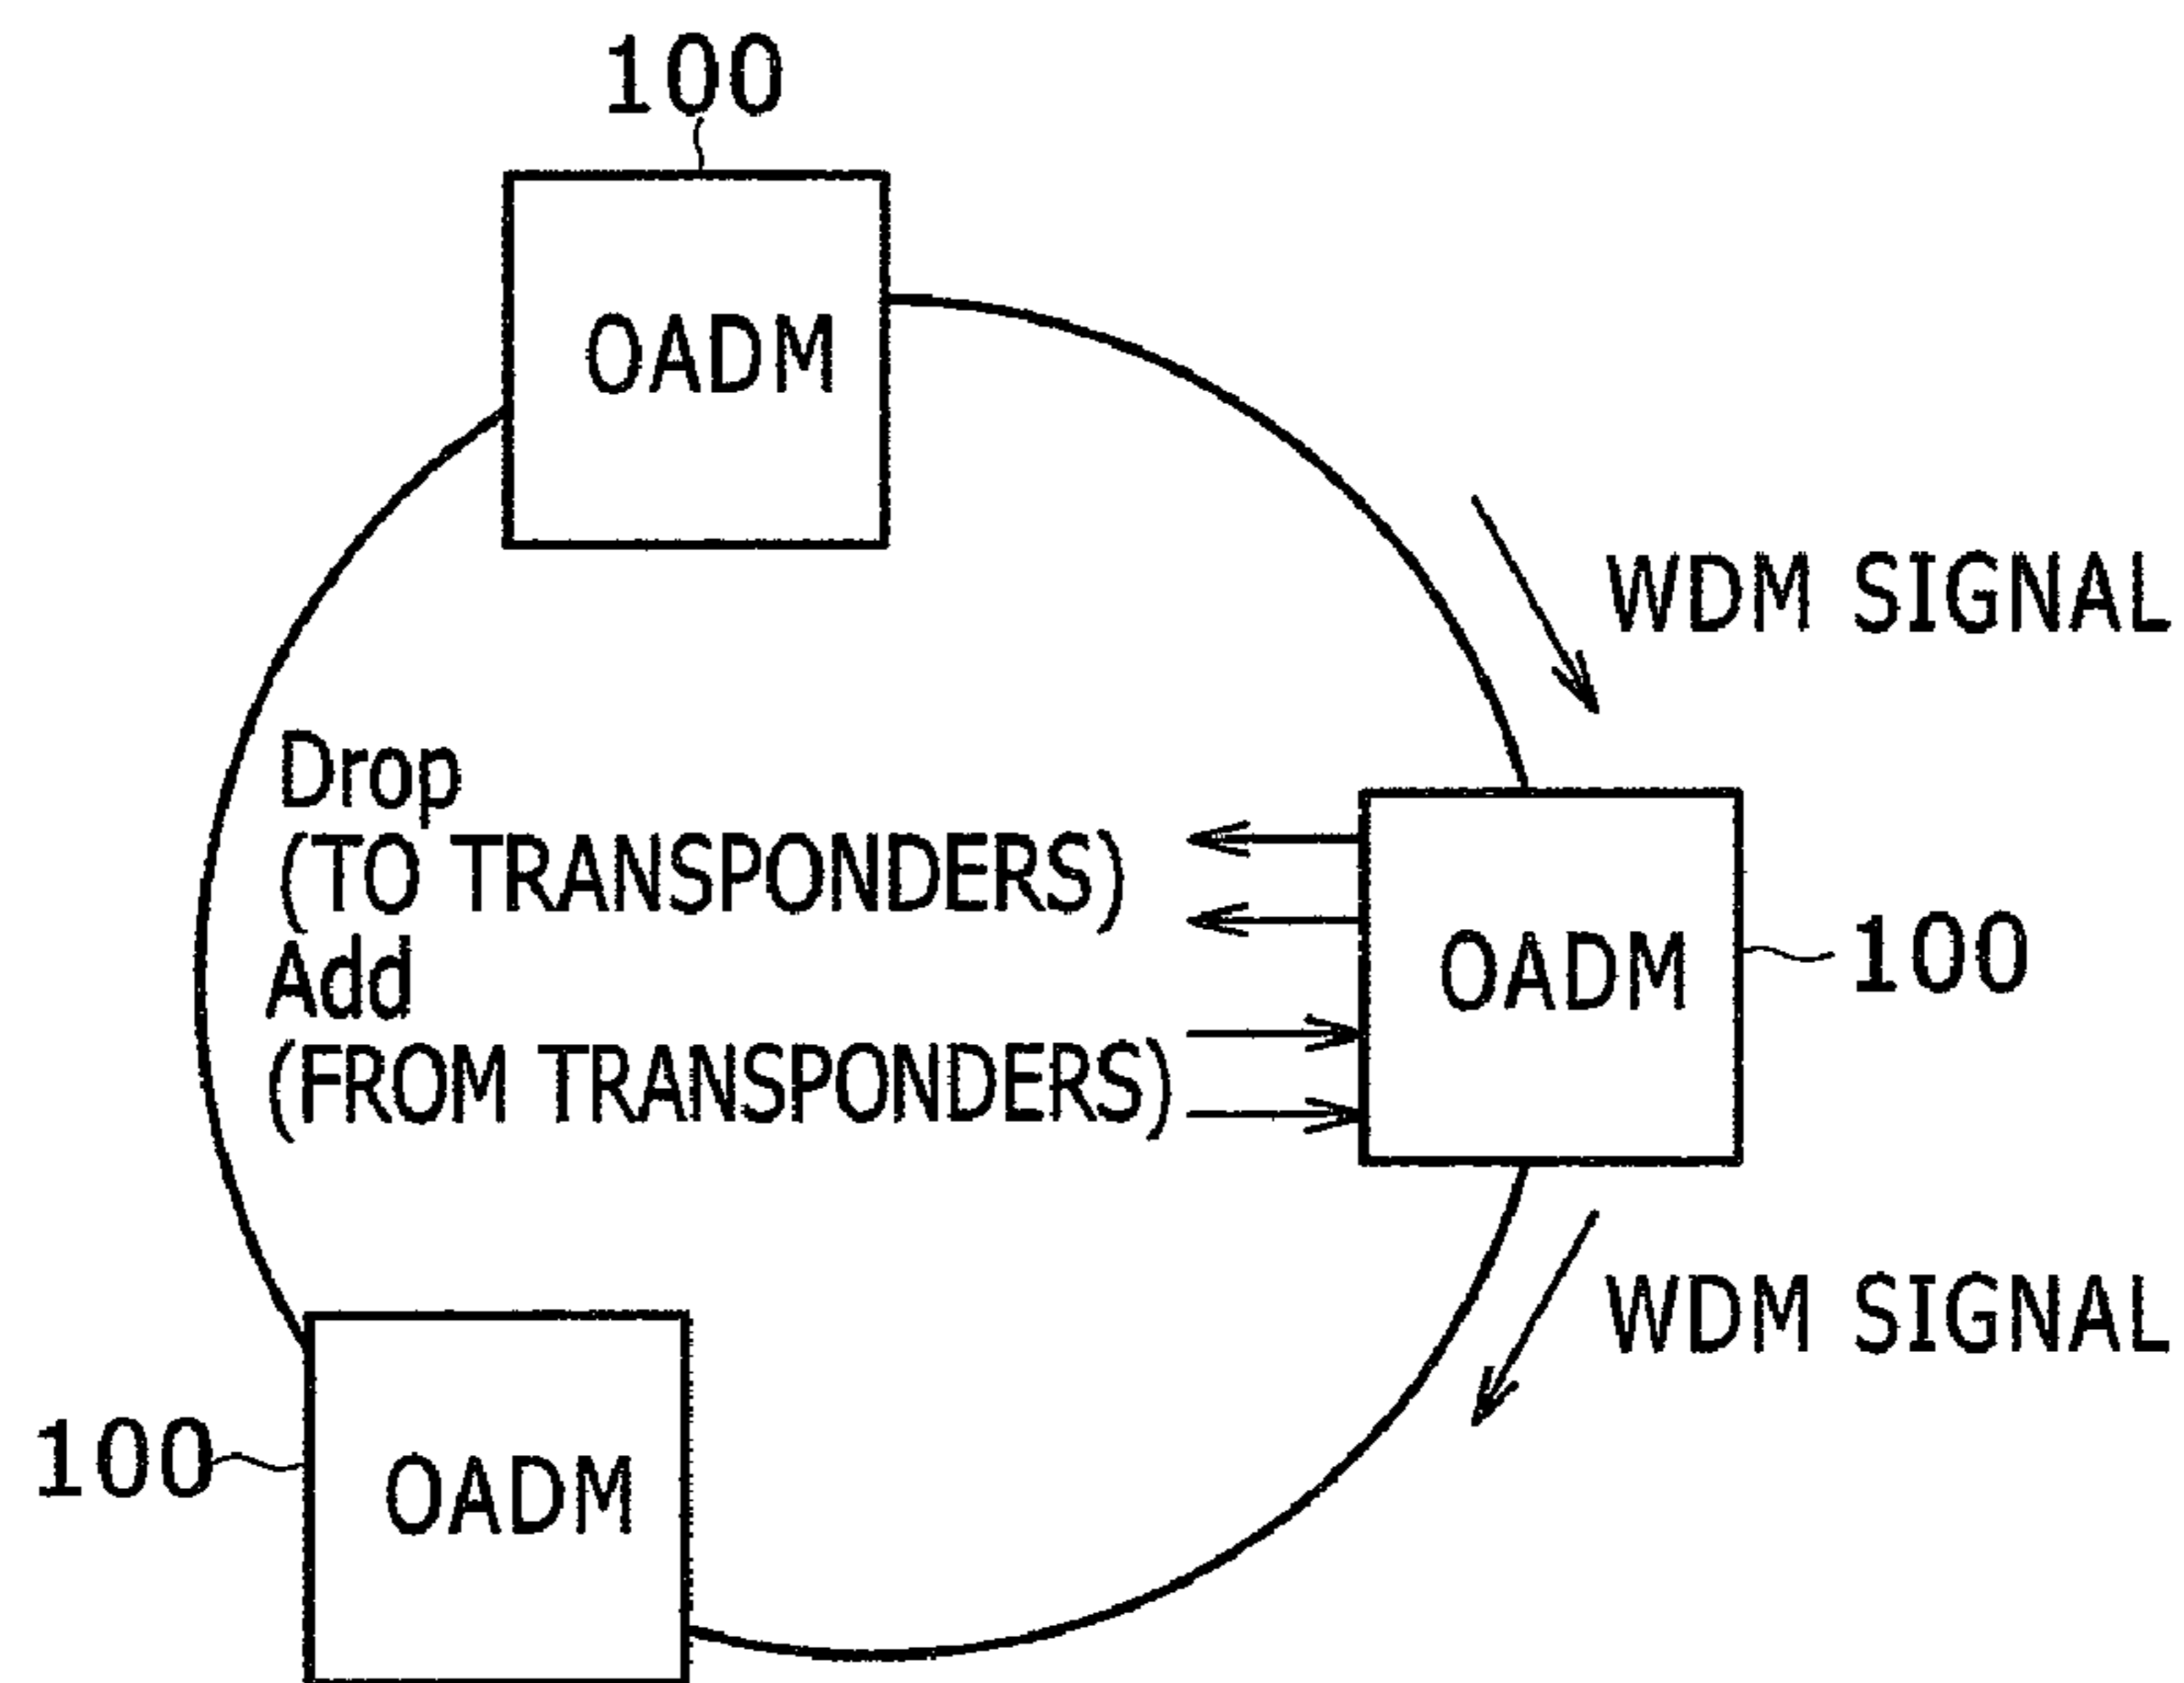 100
OADM
WDM SIGNAL
Drop
(TO TRANSPONDERS)
Add
(FROM TRANSPONDERS)
OADM
100
WDM SIGNAL
100
OADM